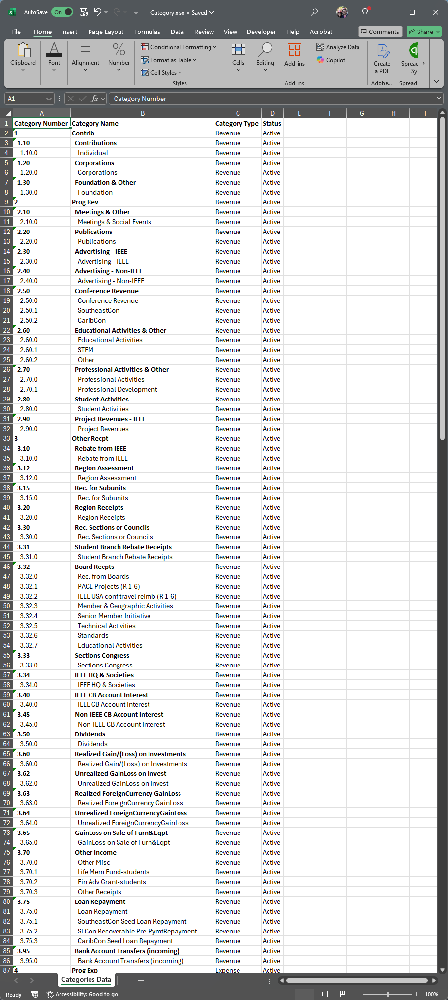 AutoSave On Category.xlsx • Saved
File Home Insert Page Layout Formulas Data Review View Developer Help Acrobat Comments Share
Clipboard Font Alignment Number Conditional Formatting Format as Table Cell Styles Styles Cells Editing Add-ins Add-ins Analyze Data Copilot Create a PDF Adobe... Spreac Syı Spreads
A1 fx Category Number
A B C D E F G H I
1 Category Number Category Name Category Type Status
2 1 Contrib Revenue Active
3 1.10 Contributions Revenue Active
4 1.10.0 Individual Revenue Active
5 1.20 Corporations Revenue Active
6 1.20.0 Corporations Revenue Active
7 1.30 Foundation & Other Revenue Active
8 1.30.0 Foundation Revenue Active
9 2 Prog Rev Revenue Active
10 2.10 Meetings & Other Revenue Active
11 2.10.0 Meetings & Social Events Revenue Active
12 2.20 Publications Revenue Active
13 2.20.0 Publications Revenue Active
14 2.30 Advertising - IEEE Revenue Active
15 2.30.0 Advertising - IEEE Revenue Active
16 2.40 Advertising - Non-IEEE Revenue Active
17 2.40.0 Advertising - Non-IEEE Revenue Active
18 2.50 Conference Revenue Revenue Active
19 2.50.0 Conference Revenue Revenue Active
20 2.50.1 SoutheastCon Revenue Active
21 2.50.2 CaribCon Revenue Active
22 2.60 Educational Activities & Other Revenue Active
23 2.60.0 Educational Activities Revenue Active
24 2.60.1 STEM Revenue Active
25 2.60.2 Other Revenue Active
26 2.70 Professional Activities & Other Revenue Active
27 2.70.0 Professional Activities Revenue Active
28 2.70.1 Professional Development Revenue Active
29 2.80 Student Activities Revenue Active
30 2.80.0 Student Activities Revenue Active
31 2.90 Project Revenues - IEEE Revenue Active
32 2.90.0 Project Revenues Revenue Active
33 3 Other Recpt Revenue Active
34 3.10 Rebate from IEEE Revenue Active
35 3.10.0 Rebate from IEEE Revenue Active
36 3.12 Region Assessment Revenue Active
37 3.12.0 Region Assessment Revenue Active
38 3.15 Rec. for Subunits Revenue Active
39 3.15.0 Rec. for Subunits Revenue Active
40 3.20 Region Receipts Revenue Active
41 3.20.0 Region Receipts Revenue Active
42 3.30 Rec. Sections or Councils Revenue Active
43 3.30.0 Rec. Sections or Councils Revenue Active
44 3.31 Student Branch Rebate Receipts Revenue Active
45 3.31.0 Student Branch Rebate Receipts Revenue Active
46 3.32 Board Recpts Revenue Active
47 3.32.0 Rec. from Boards Revenue Active
48 3.32.1 PACE Projects (R 1-6) Revenue Active
49 3.32.2 IEEE USA conf travel reimb (R 1-6) Revenue Active
50 3.32.3 Member & Geographic Activities Revenue Active
51 3.32.4 Senior Member Initiative Revenue Active
52 3.32.5 Technical Activities Revenue Active
53 3.32.6 Standards Revenue Active
54 3.32.7 Educational Activities Revenue Active
55 3.33 Sections Congress Revenue Active
56 3.33.0 Sections Congress Revenue Active
57 3.34 IEEE HQ & Societies Revenue Active
58 3.34.0 IEEE HQ & Societies Revenue Active
59 3.40 IEEE CB Account Interest Revenue Active
60 3.40.0 IEEE CB Account Interest Revenue Active
61 3.45 Non-IEEE CB Account Interest Revenue Active
62 3.45.0 Non-IEEE CB Account Interest Revenue Active
63 3.50 Dividends Revenue Active
64 3.50.0 Dividends Revenue Active
65 3.60 Realized Gain/(Loss) on Investments Revenue Active
66 3.60.0 Realized Gain/(Loss) on Investments Revenue Active
67 3.62 Unrealized GainLoss on Invest Revenue Active
68 3.62.0 Unrealized GainLoss on Invest Revenue Active
69 3.63 Realized ForeignCurrency GainLoss Revenue Active
70 3.63.0 Realized ForeignCurrency GainLoss Revenue Active
71 3.64 Unrealized ForeignCurrencyGainLoss Revenue Active
72 3.64.0 Unrealized ForeignCurrencyGainLoss Revenue Active
73 3.65 GainLoss on Sale of Furn&Eqpt Revenue Active
74 3.65.0 GainLoss on Sale of Furn&Eqpt Revenue Active
75 3.70 Other Income Revenue Active
76 3.70.0 Other Misc Revenue Active
77 3.70.1 Life Mem Fund-students Revenue Active
78 3.70.2 Fin Adv Grant-students Revenue Active
79 3.70.3 Other Receipts Revenue Active
80 3.75 Loan Repayment Revenue Active
81 3.75.0 Loan Repayment Revenue Active
82 3.75.1 SoutheastCon Seed Loan Repayment Revenue Active
83 3.75.2 SECon Recoverable Pre-PymtRepayment Revenue Active
84 3.75.3 CaribCon Seed Loan Repayment Revenue Active
85 3.95 Bank Account Transfers (incoming) Revenue Active
86 3.95.0 Bank Account Transfers (incoming) Revenue Active
87 4 Prog Exp Expense Active
Categories Data
Ready Accessibility: Good to go 100%